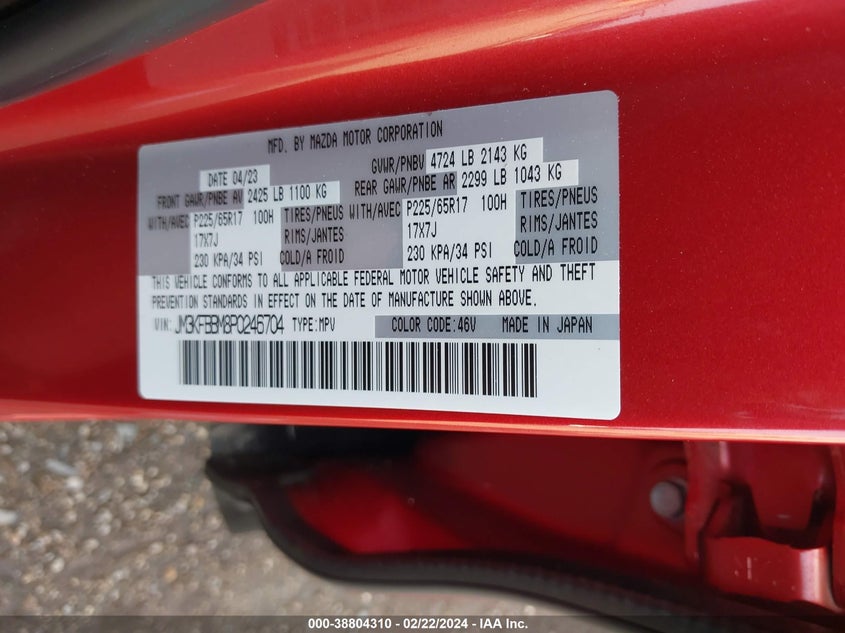 MFD. BY MAZDA MOTOR CORPORATION
DATE 04/23 GVWR/PNBV 4724 LB 2143 KG
FRONT GAWR/PNBE AV 2425 LB 1100 KG REAR GAWR/PNBE AR 2299 LB 1043 KG
WITH/AVEC P225/65R17 100H TIRES/PNEUS WITH/AVEC P225/65R17 100H TIRES/PNEUS
17X7J RIMS/JANTES 17X7J RIMS/JANTES
230 KPA/34 PSI COLD/A FROID 230 KPA/34 PSI COLD/A FROID
THIS VEHICLE CONFORMS TO ALL APPLICABLE FEDERAL MOTOR VEHICLE SAFETY AND THEFT
PREVENTION STANDARDS IN EFFECT ON THE DATE OF MANUFACTURE SHOWN ABOVE.
VIN: JM3KFBBM8P0246704 TYPE:MPV COLOR CODE:46V MADE IN JAPAN
000-38804310 - 02/22/2024 - IAA Inc.